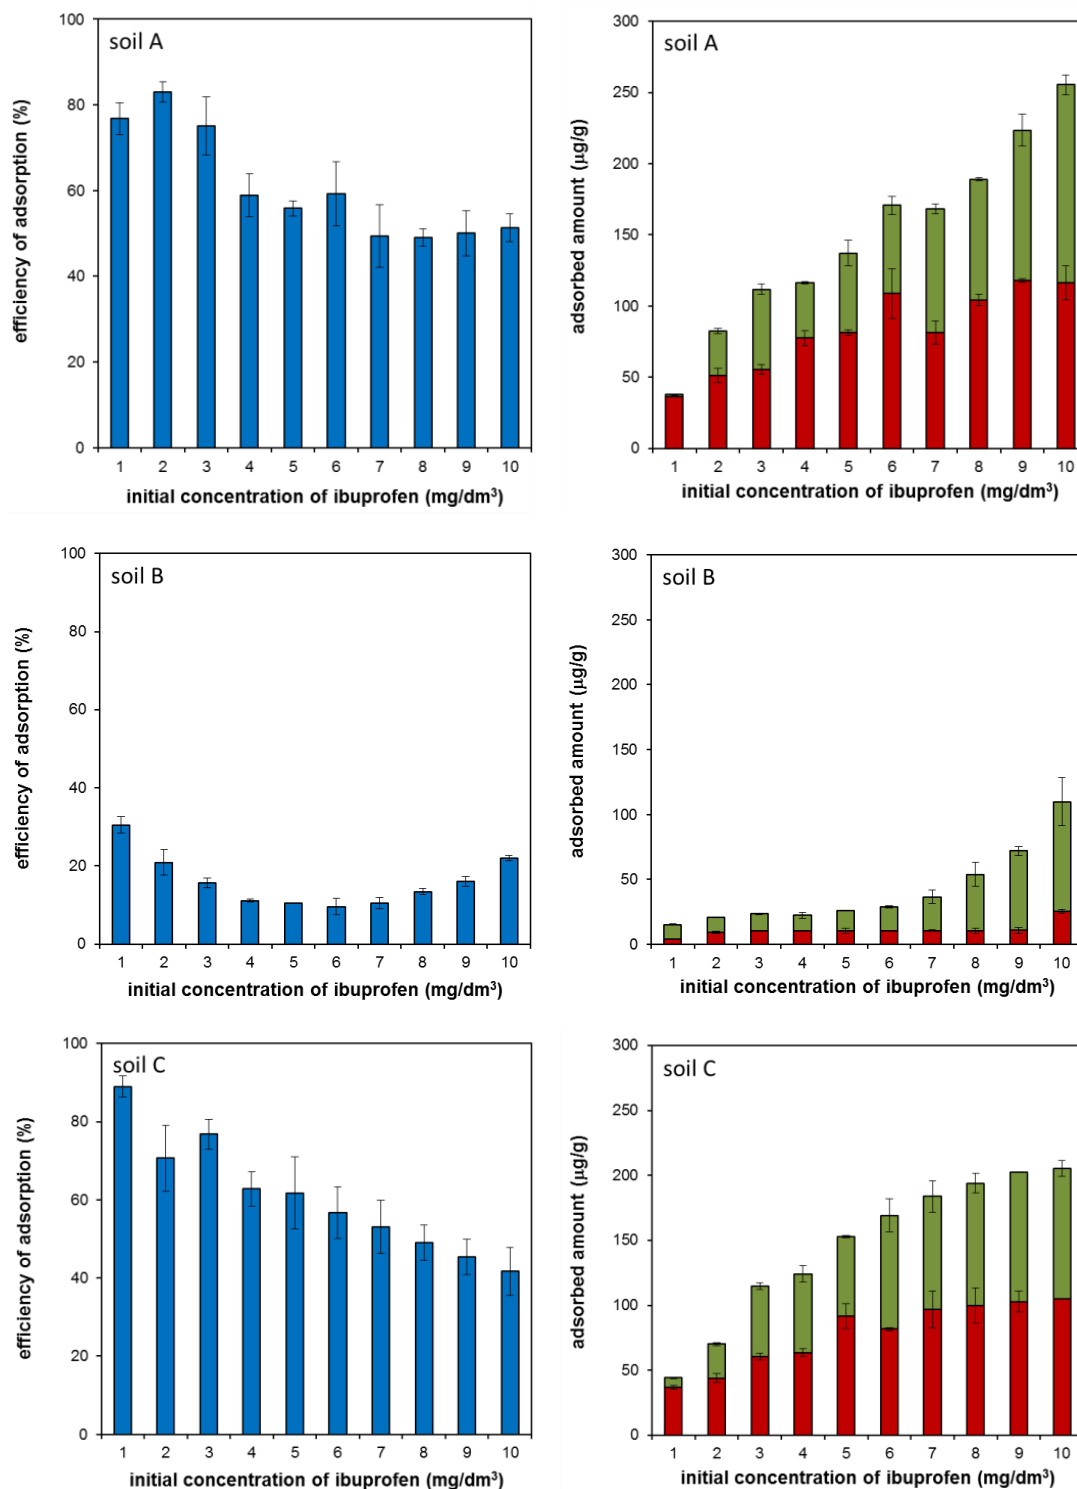 soil A
efficiency of adsorption (%)
100
80
60
40
20
0
1 2 3 4 5 6 7 8 9 10
initial concentration of ibuprofen (mg/dm³)
soil A
adsorbed amount (µg/g)
300
250
200
150
100
50
0
1 2 3 4 5 6 7 8 9 10
initial concentration of ibuprofen (mg/dm³)
soil B
efficiency of adsorption (%)
100
80
60
40
20
0
1 2 3 4 5 6 7 8 9 10
initial concentration of ibuprofen (mg/dm³)
soil B
adsorbed amount (µg/g)
300
250
200
150
100
50
0
1 2 3 4 5 6 7 8 9 10
initial concentration of ibuprofen (mg/dm³)
soil C
efficiency of adsorption (%)
100
80
60
40
20
0
1 2 3 4 5 6 7 8 9 10
initial concentration of ibuprofen (mg/dm³)
soil C
adsorbed amount (µg/g)
300
250
200
150
100
50
0
1 2 3 4 5 6 7 8 9 10
initial concentration of ibuprofen (mg/dm³)